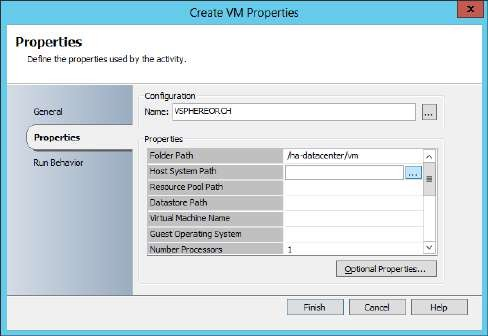 Create VM Properties
x
Properties
Define the properties used by the activity.
General
Properties
Run Behavior
Configuration
Name: VSPHEREORCH ...
Properties
Folder Path /ha-datacenter/vm
Host System Path ...
Resource Pool Path
Datastore Path
Virtual Machine Name
Guest Operating System
Number Processors 1
Optional Properties...
Finish Cancel Help